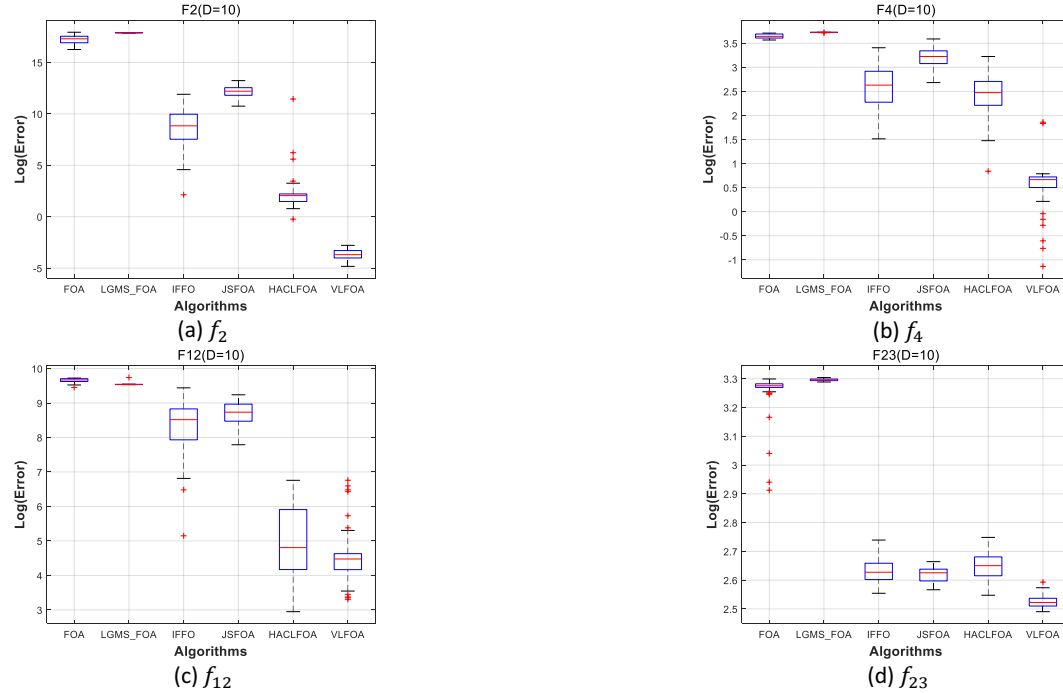 F2(D=10)
15
10
5
0
-5
Log(Error)
FOA LGMS_FOA IFFO JSFOA HACLFOA VLFOA
Algorithms
(a) f2
F4(D=10)
3.5
3
2.5
2
1.5
1
0.5
0
-0.5
-1
Log(Error)
FOA LGMS_FOA IFFO JSFOA HACLFOA VLFOA
Algorithms
(b) f4
F12(D=10)
10
9
8
7
6
5
4
3
Log(Error)
FOA LGMS_FOA IFFO JSFOA HACLFOA VLFOA
Algorithms
(c) f12
F23(D=10)
3.3
3.2
3.1
3
2.9
2.8
2.7
2.6
2.5
Log(Error)
FOA LGMS_FOA IFFO JSFOA HACLFOA VLFOA
Algorithms
(d) f23